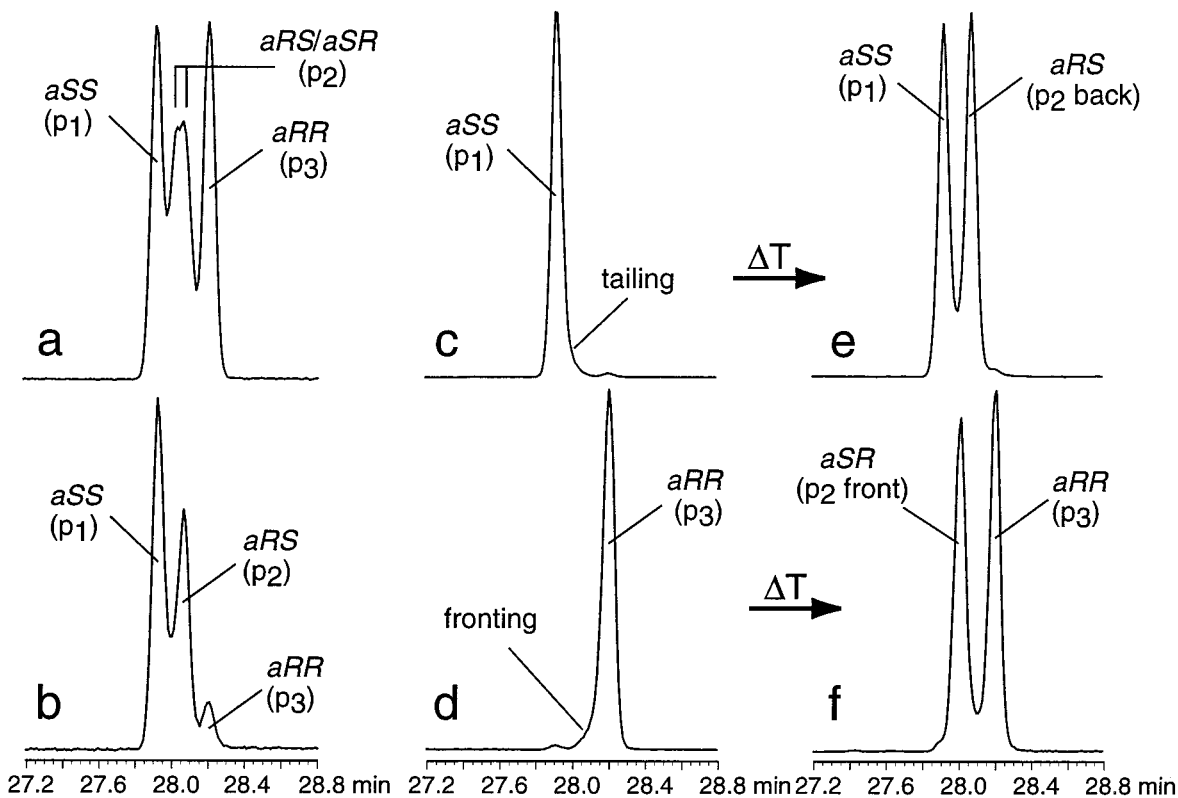 aRS/aSR
(p2)
aSS
(p1)
aRR
(p3)
a
aSS
(p1)
tailing
c
ΔT
aSS
(p1)
aRS
(p2 back)
e
aSS
(p1)
aRS
(p2)
aRR
(p3)
b
27.2 27.6 28.0 28.4 28.8 min
aRR
(p3)
fronting
d
27.2 27.6 28.0 28.4 28.8 min
ΔT
aSR
(p2 front)
aRR
(p3)
f
27.2 27.6 28.0 28.4 28.8 min